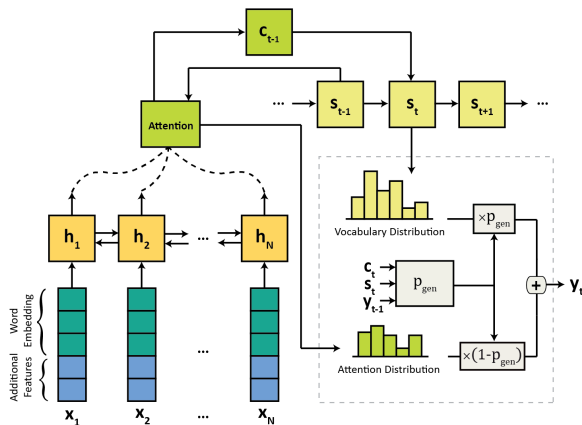 c t-1
... s t-1 s t s t+1 ...
Attention
h 1 h 2 ... h N
×p gen
Vocabulary Distribution
c t
s t
y t-1
p gen
+
y t
×(1-p gen)
Attention Distribution
Word
Embedding
Additional
Features
...
x 1 x 2 ... x N